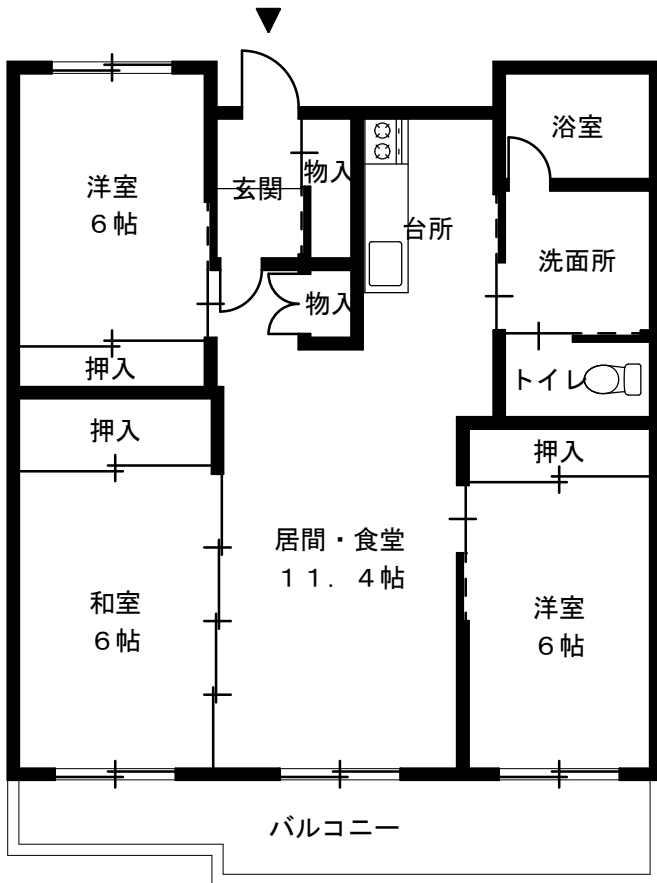 浴室
洋室
６帖
玄関
物入
台所
洗面所
物入
押入
トイレ
押入
押入
居間・食堂
１１．４帖
和室
６帖
洋室
６帖
バルコニー